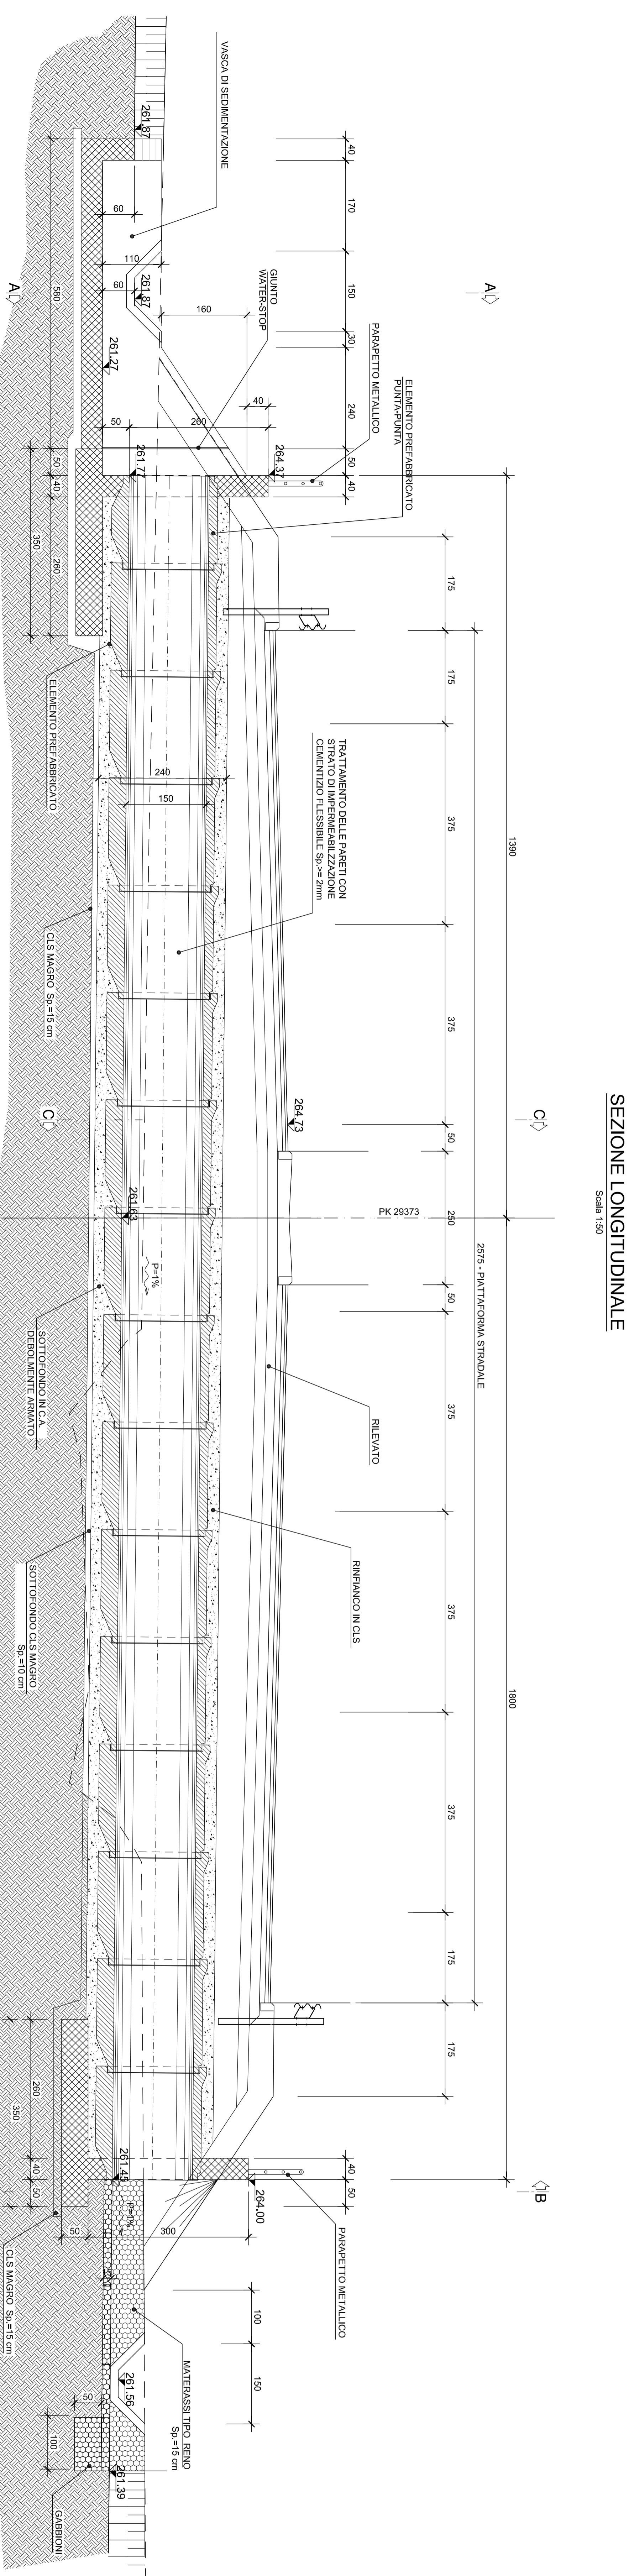 SEZIONE LONGITUDINALE
Scala 1:50
A
C
B
1390
1800
2575 - PIATTAFORMA STRADALE
175
175
375
375
50
250
50
375
375
375
175
175
PK 29373
40
170
150
30
240
50
40
40
50
PARAPETTO METALLICO
ELEMENTO PREFABBRICATO
PUNTA-PUNTA
GIUNTO
WATER-STOP
TRATTAMENTO DELLE PARETI CON
STRATO DI IMPERMEABILZZAZIONE
CEMENTIZIO FLESSIBILE Sp.>= 2mm
264.73
RILEVATO
RINFIANCO IN CLS
PARAPETTO METALLICO
264.37
264.00
VASCA DI SEDIMENTAZIONE
160
40
260
50
261.87
60
110
60
261.87
261.27
261.77
240
150
261.63
P=1%
261.45
P=1%
300
50
100
150
MATERASSI TIPO RENO
Sp.=15 cm
261.56
50
100
261.39
GABBIONI
580
50
40
260
350
ELEMENTO PREFABBRICATO
CLS MAGRO Sp.=15 cm
SOTTOFONDO IN C.A.
DEBOLMENTE ARMATO
SOTTOFONDO CLS MAGRO
Sp.=10 cm
260
40
50
350
CLS MAGRO Sp.=15 cm
A
C